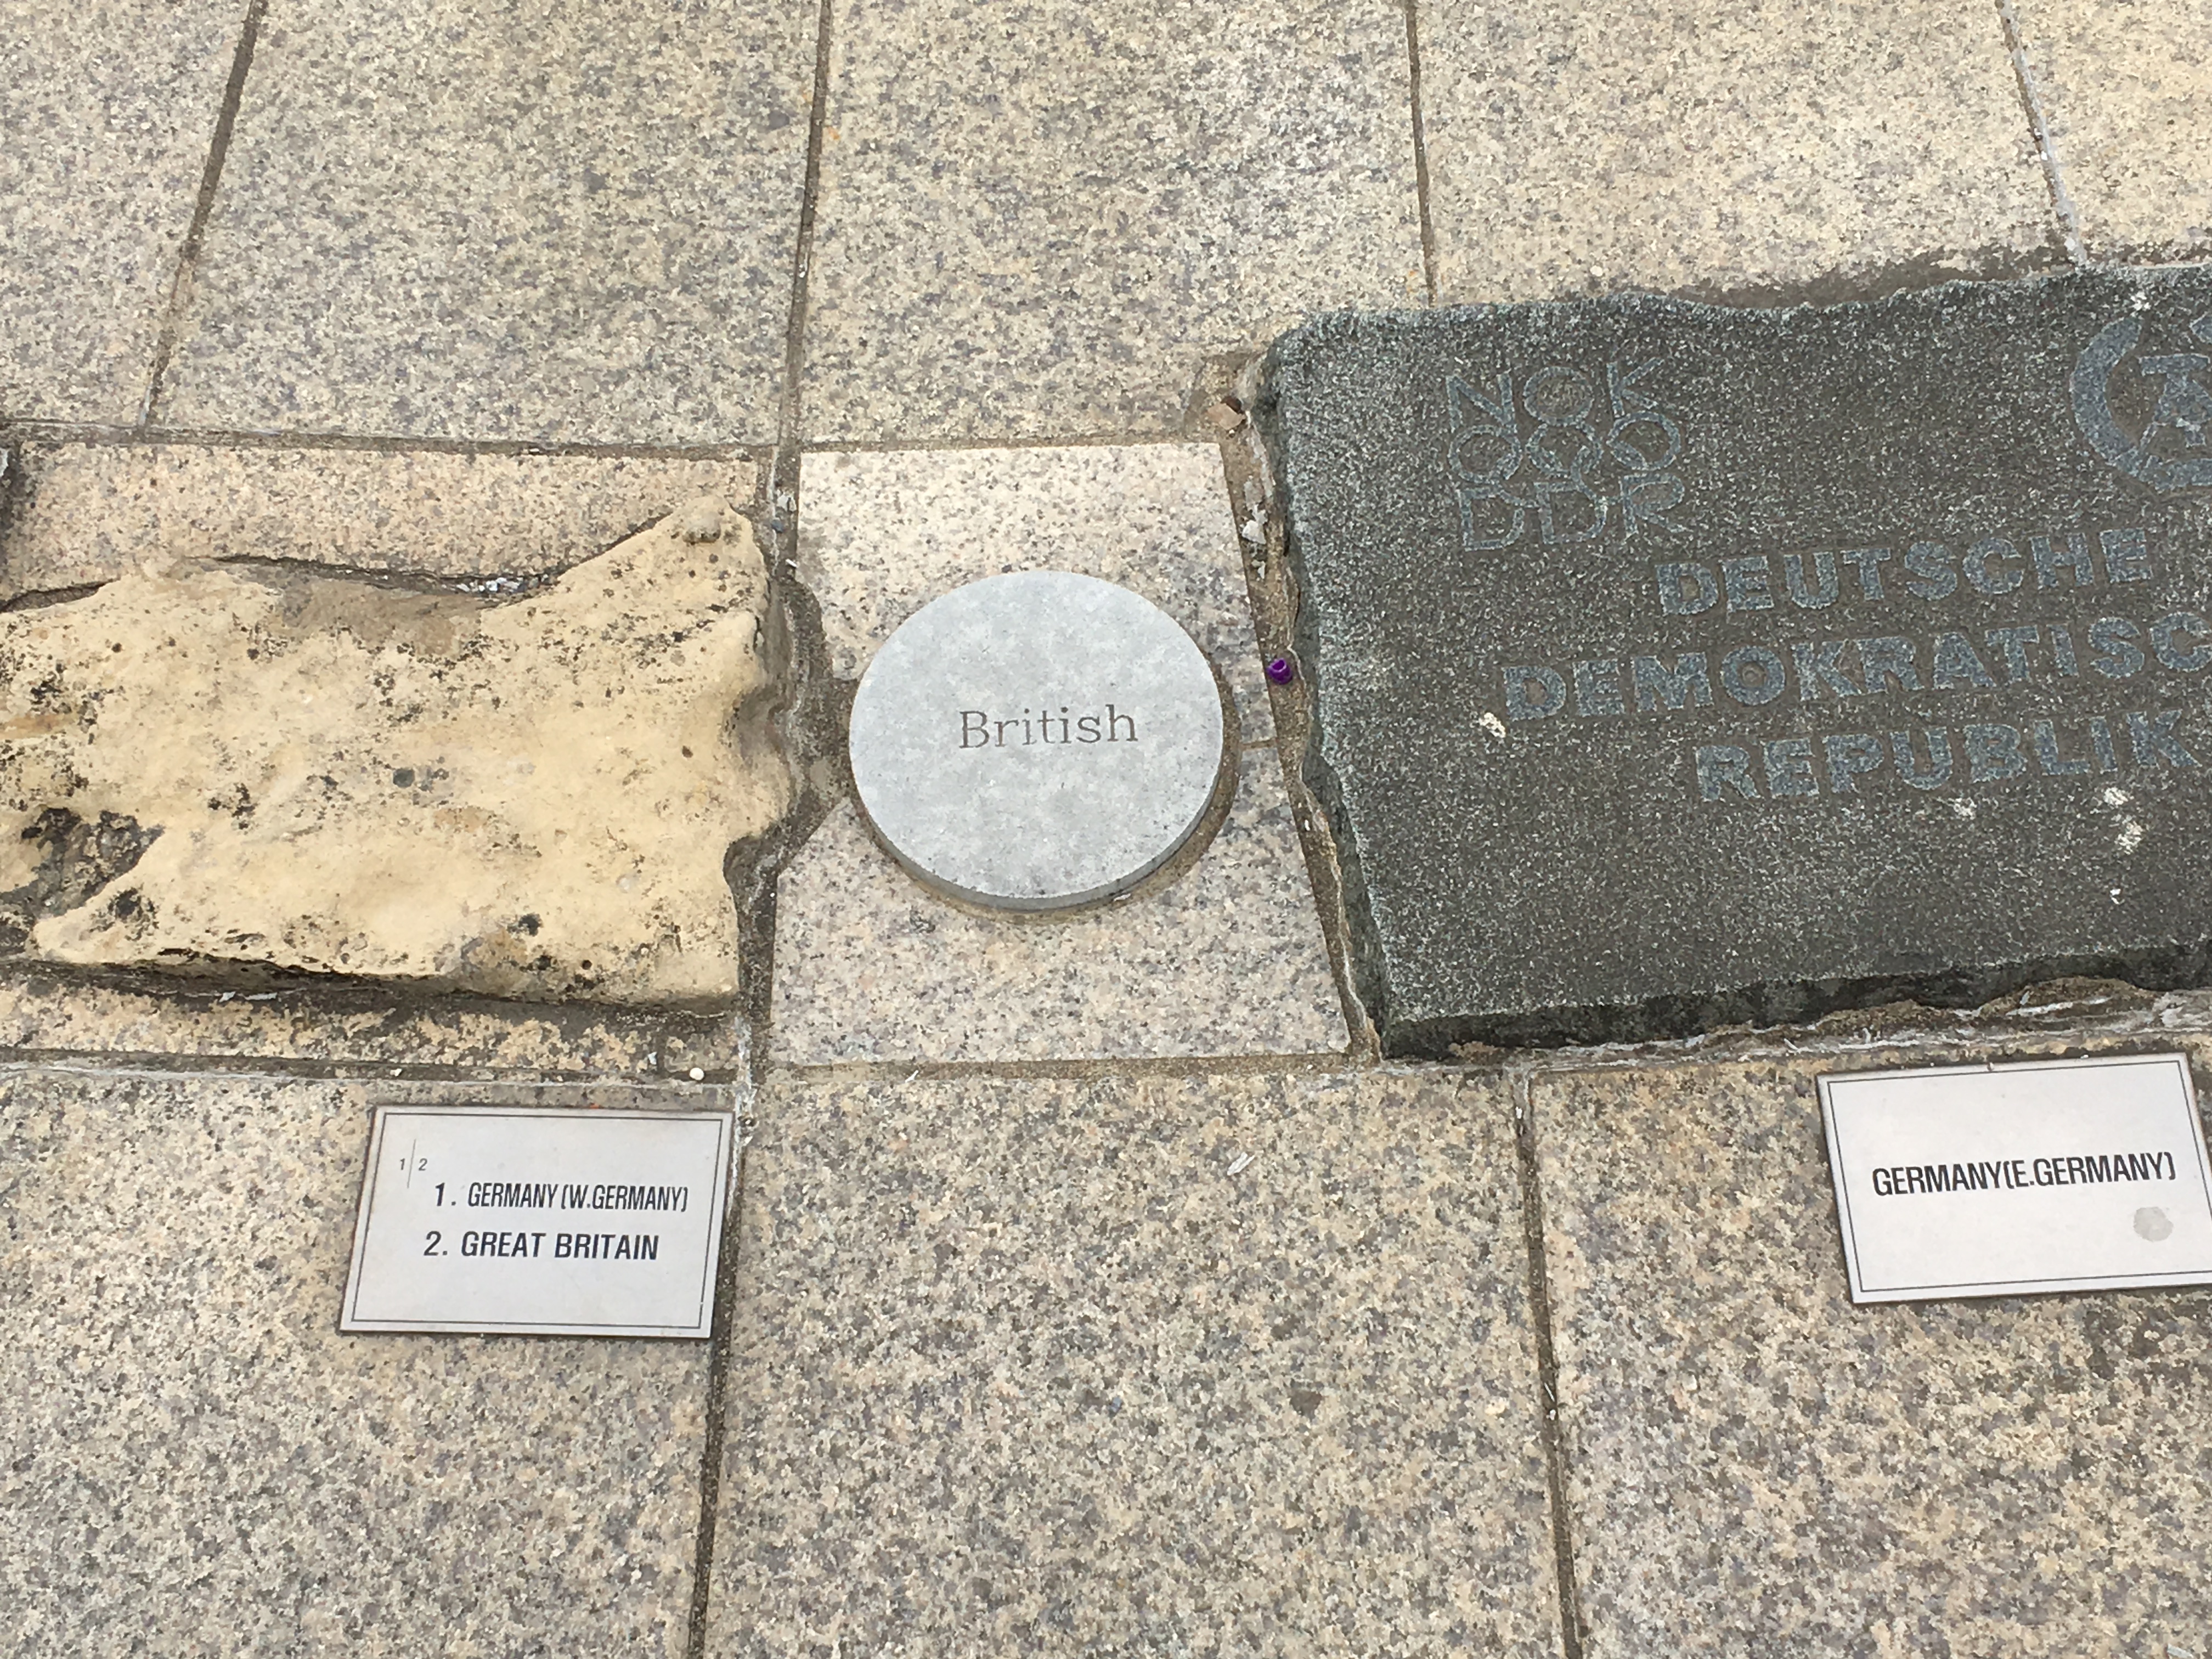 NOK
DDR
DEUTSCHE
DEMOKRATISC
REPUBLIK
British
1 2
1. GERMANY(W.GERMANY)
2. GREAT BRITAIN
GERMANY(E.GERMANY)